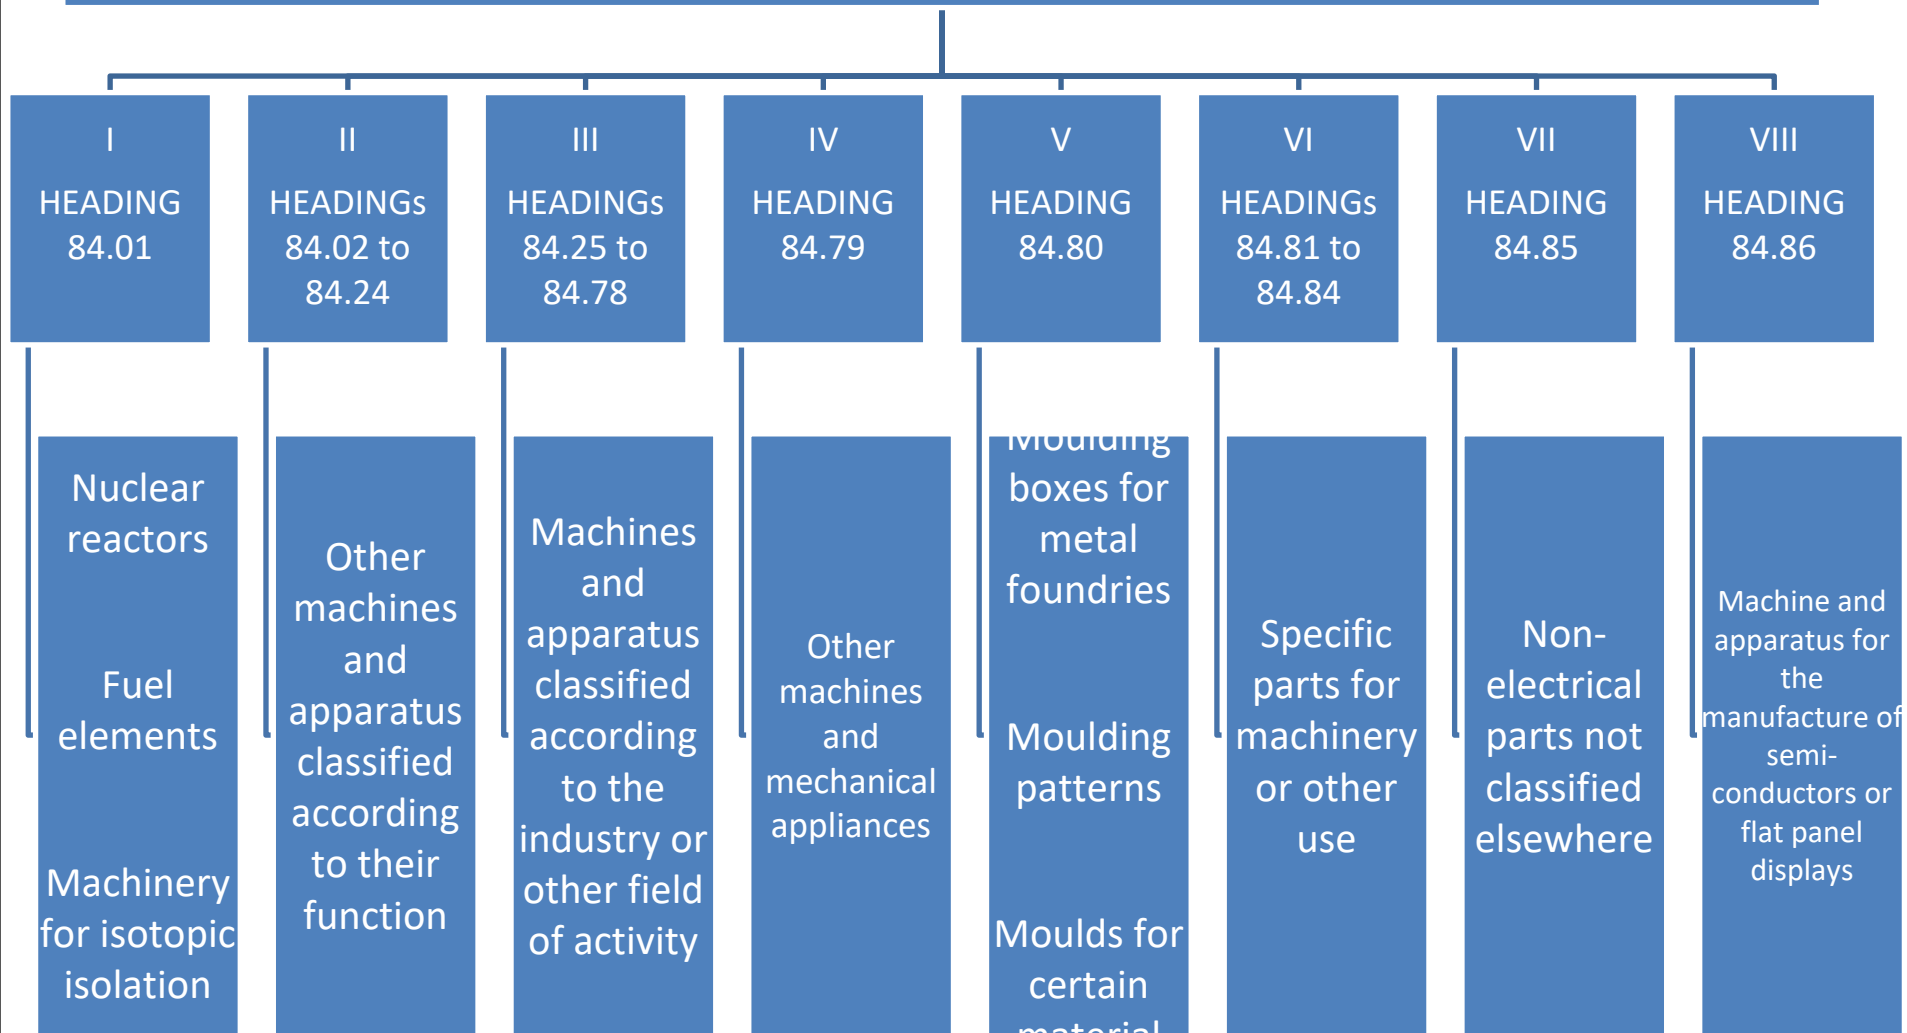 I
HEADING
84.01
II
HEADINGs
84.02 to
84.24
III
HEADINGs
84.25 to
84.78
IV
HEADING
84.79
V
HEADING
84.80
VI
HEADINGs
84.81 to
84.84
VII
HEADING
84.85
VIII
HEADING
84.86
Nuclear
reactors
Fuel
elements
Machinery
for isotopic
isolation
Other
machines
and
apparatus
classified
according
to their
function
Machines
and
apparatus
classified
according
to the
industry or
other field
of activity
Other
machines
and
mechanical
appliances
Moulding
boxes for
metal
foundries
Moulding
patterns
Moulds for
certain
material
Specific
parts for
machinery
or other
use
Non-
electrical
parts not
classified
elsewhere
Machine and
apparatus for
the
manufacture of
semi-
conductors or
flat panel
displays